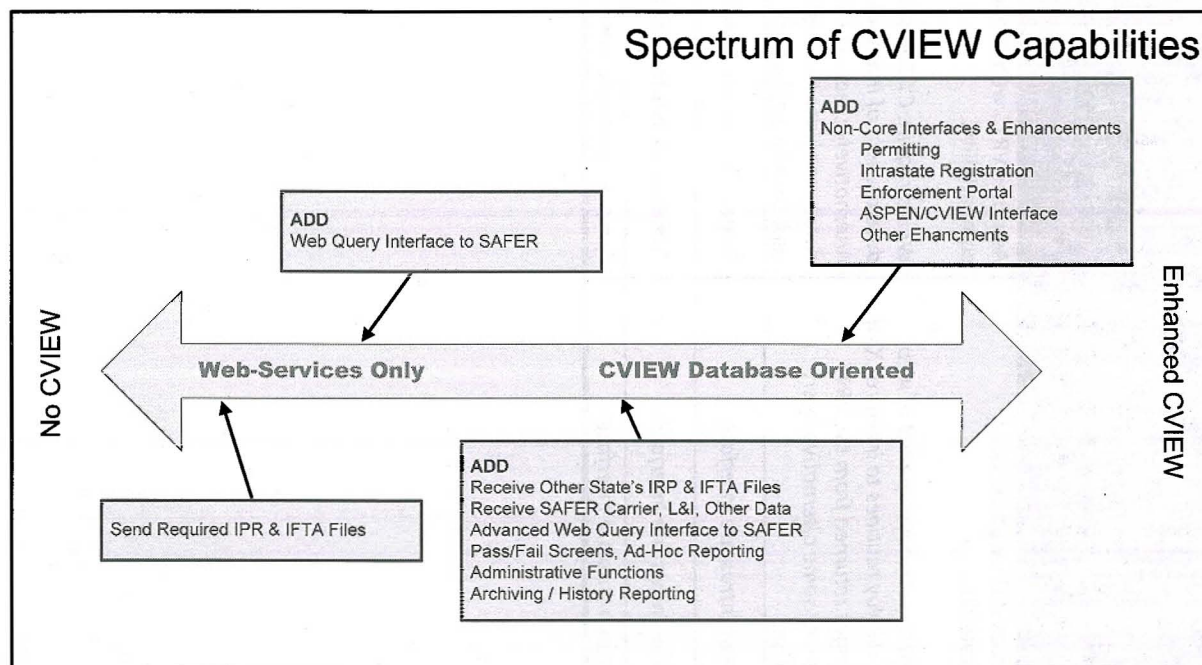 Spectrum of CVIEW Capabilities
ADD
Non-Core Interfaces & Enhancements
Permitting
Intrastate Registration
Enforcement Portal
ASPEN/CVIEW Interface
Other Ehancments
ADD
Web Query Interface to SAFER
No CVIEW
Web-Services Only
CVIEW Database Oriented
Enhanced CVIEW
Send Required IPR & IFTA Files
ADD
Receive Other State's IRP & IFTA Files
Receive SAFER Carrier, L&I, Other Data
Advanced Web Query Interface to SAFER
Pass/Fail Screens, Ad-Hoc Reporting
Administrative Functions
Archiving / History Reporting